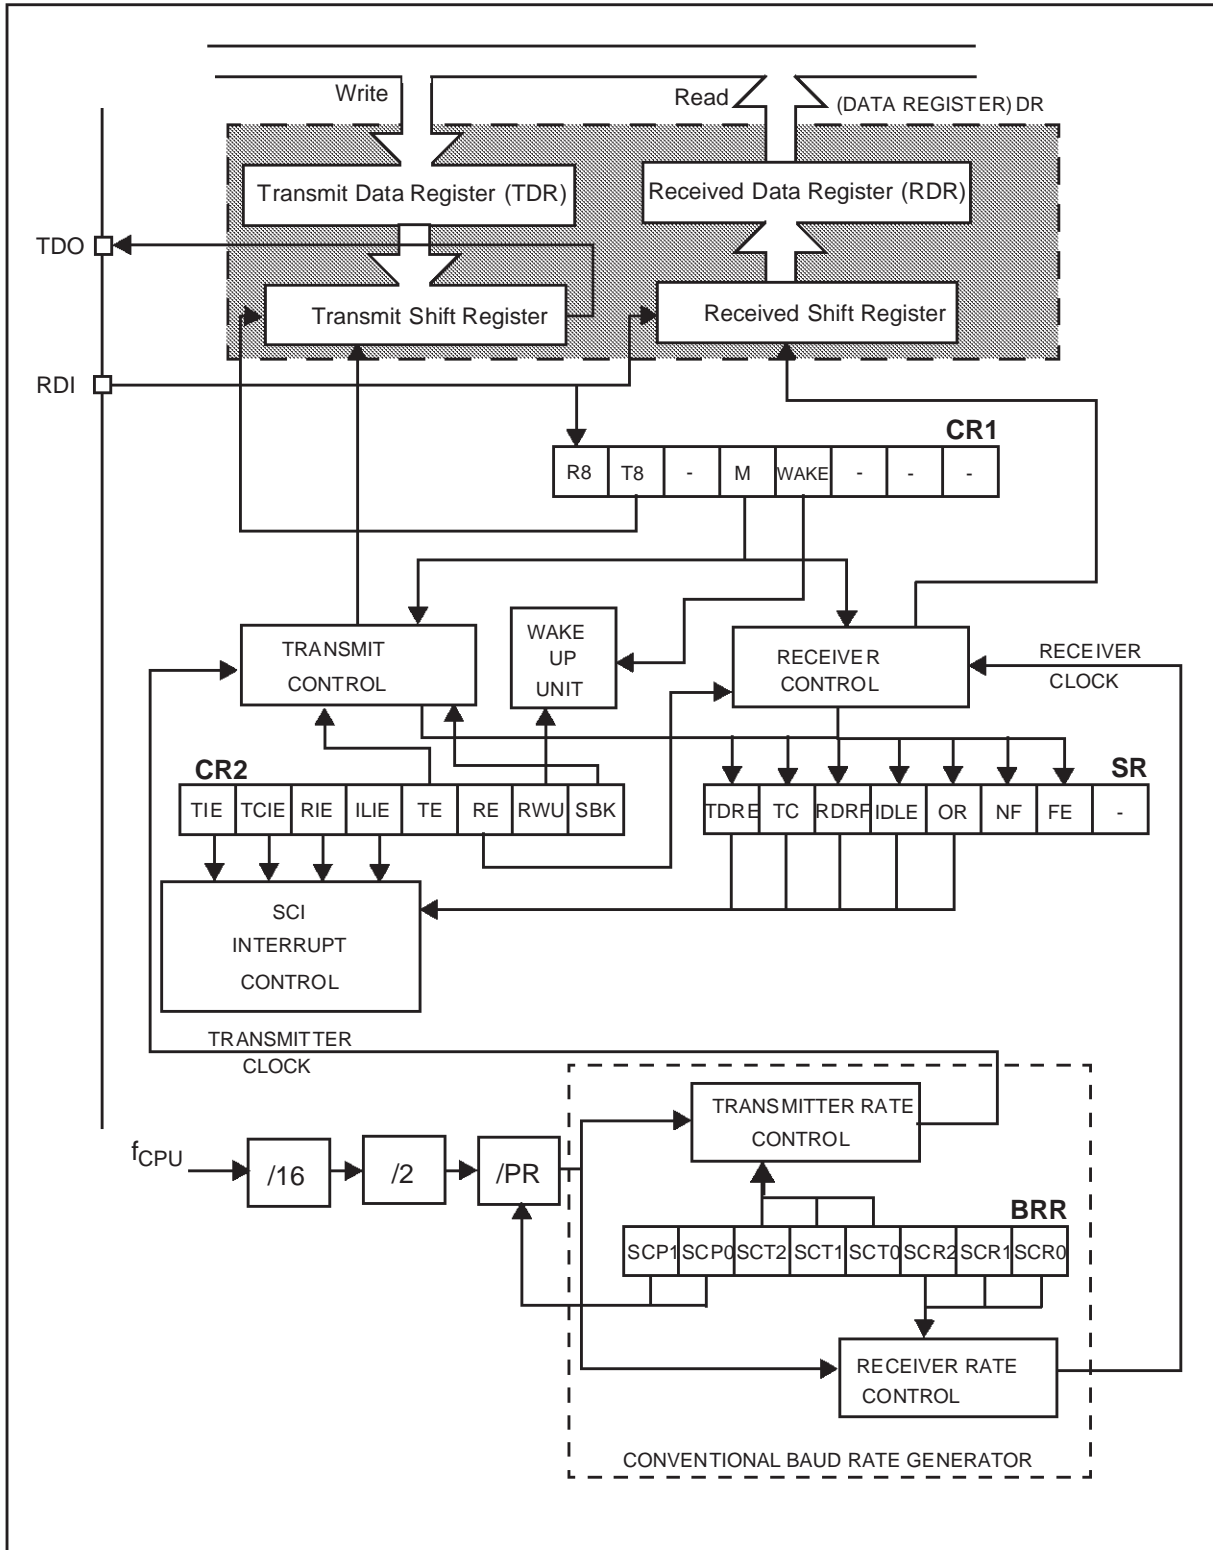 Write
Read
(DATA REGISTER) DR
Transmit Data Register (TDR)
Received Data Register (RDR)
TDO
Transmit Shift Register
Received Shift Register
RDI
CR1
R8 T8 - M WAKE - - -
TRANSMIT
CONTROL
WAKE
UP
UNIT
RECEIVER
CONTROL
RECEIVER
CLOCK
CR2
SR
TIE TCIE RIE ILIE TE RE RWU SBK
TDRE TC RDRF IDLE OR NF FE -
SCI
INTERRUPT
CONTROL
TRANSMITTER
CLOCK
TRANSMITTER RATE
CONTROL
fCPU
/16
/2
/PR
BRR
SCP1 SCP0 SCT2 SCT1 SCT0 SCR2 SCR1 SCR0
RECEIVER RATE
CONTROL
CONVENTIONAL BAUD RATE GENERATOR